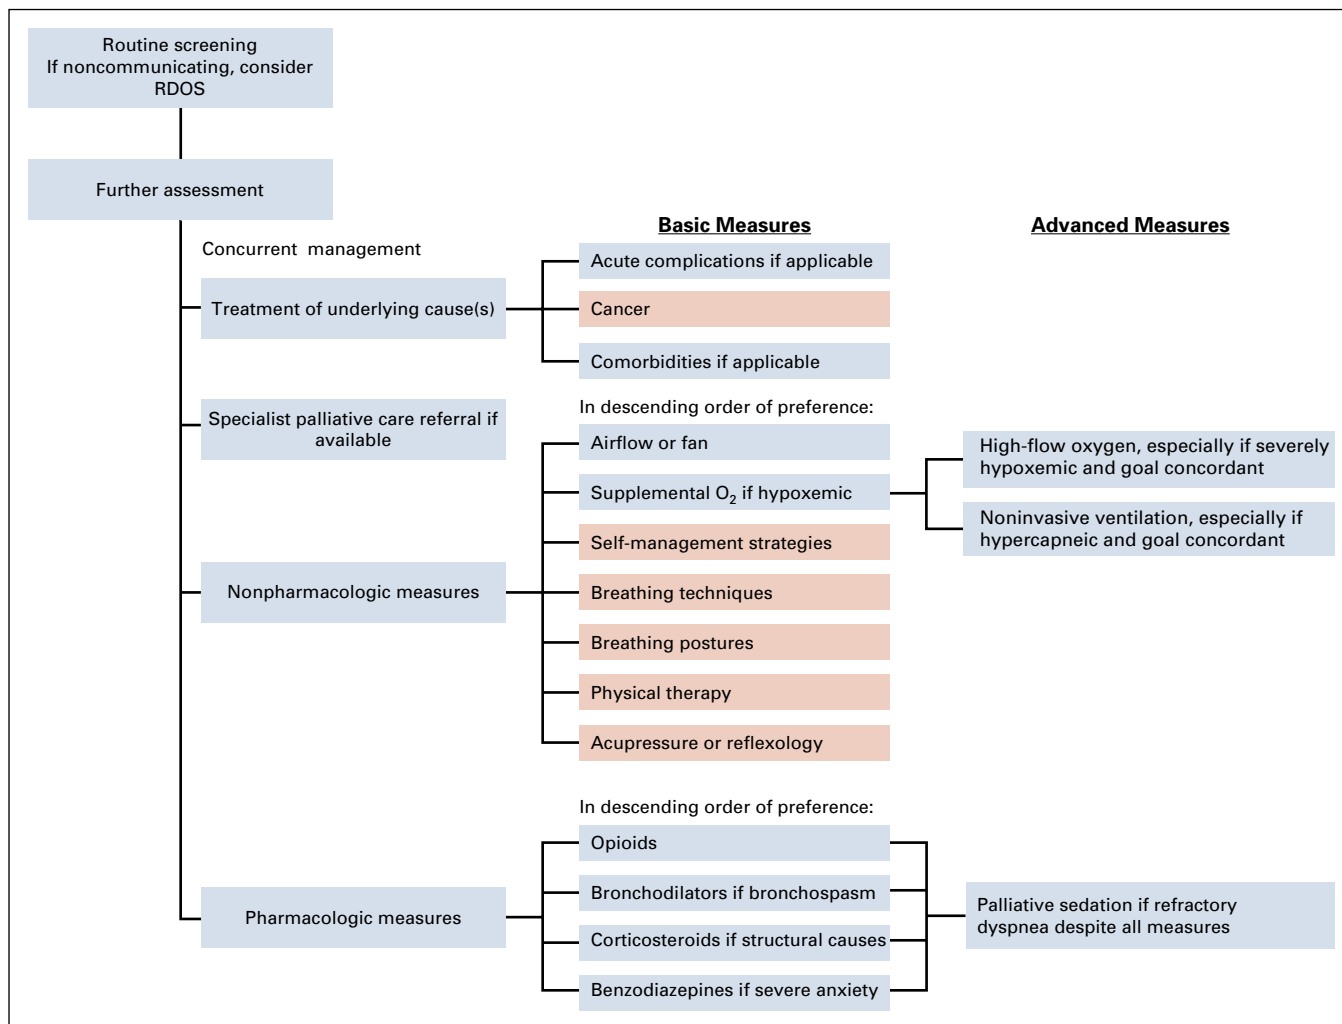 Routine screening
If noncommunicating, consider
RDOS
Further assessment
Basic Measures
Advanced Measures
Concurrent management
Treatment of underlying cause(s)
Acute complications if applicable
Cancer
Comorbidities if applicable
Specialist palliative care referral if
available
In descending order of preference:
Airflow or fan
Supplemental O₂ if hypoxemic
Self-management strategies
Nonpharmacologic measures
Breathing techniques
Breathing postures
Physical therapy
Acupressure or reflexology
High-flow oxygen, especially if severely
hypoxemic and goal concordant
Noninvasive ventilation, especially if
hypercapneic and goal concordant
In descending order of preference:
Pharmacologic measures
Opioids
Bronchodilators if bronchospasm
Corticosteroids if structural causes
Benzodiazepines if severe anxiety
Palliative sedation if refractory
dyspnea despite all measures